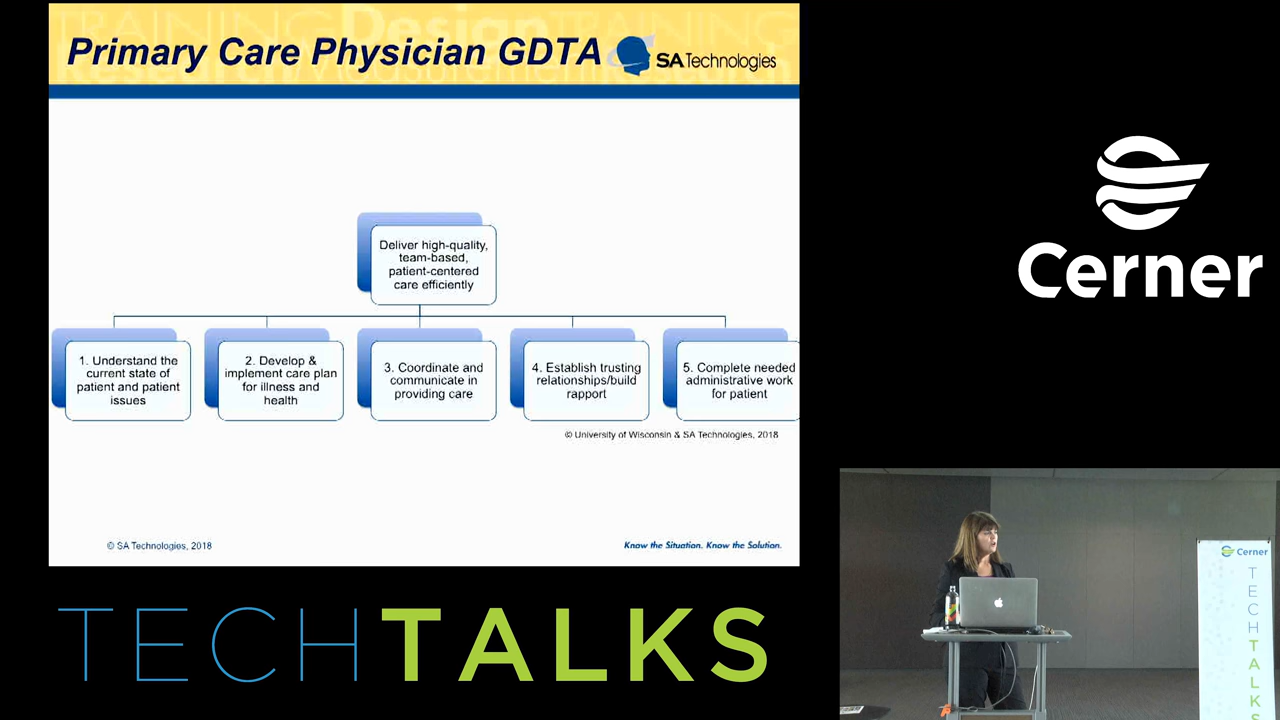 Primary Care Physician GDTA
SA Technologies
Deliver high-quality,
team-based,
patient-centered
care efficiently
1. Understand the
current state of
patient and patient
issues
2. Develop &
implement care plan
for illness and
health
3. Coordinate and
communicate in
providing care
4. Establish trusting
relationships/build
rapport
5. Complete needed
administrative work
for patient
© University of Wisconsin & SA Technologies, 2018
© SA Technologies, 2018
Know the Situation. Know the Solution.
TECHTALKS
Cerner
Cerner
TECHTALKS